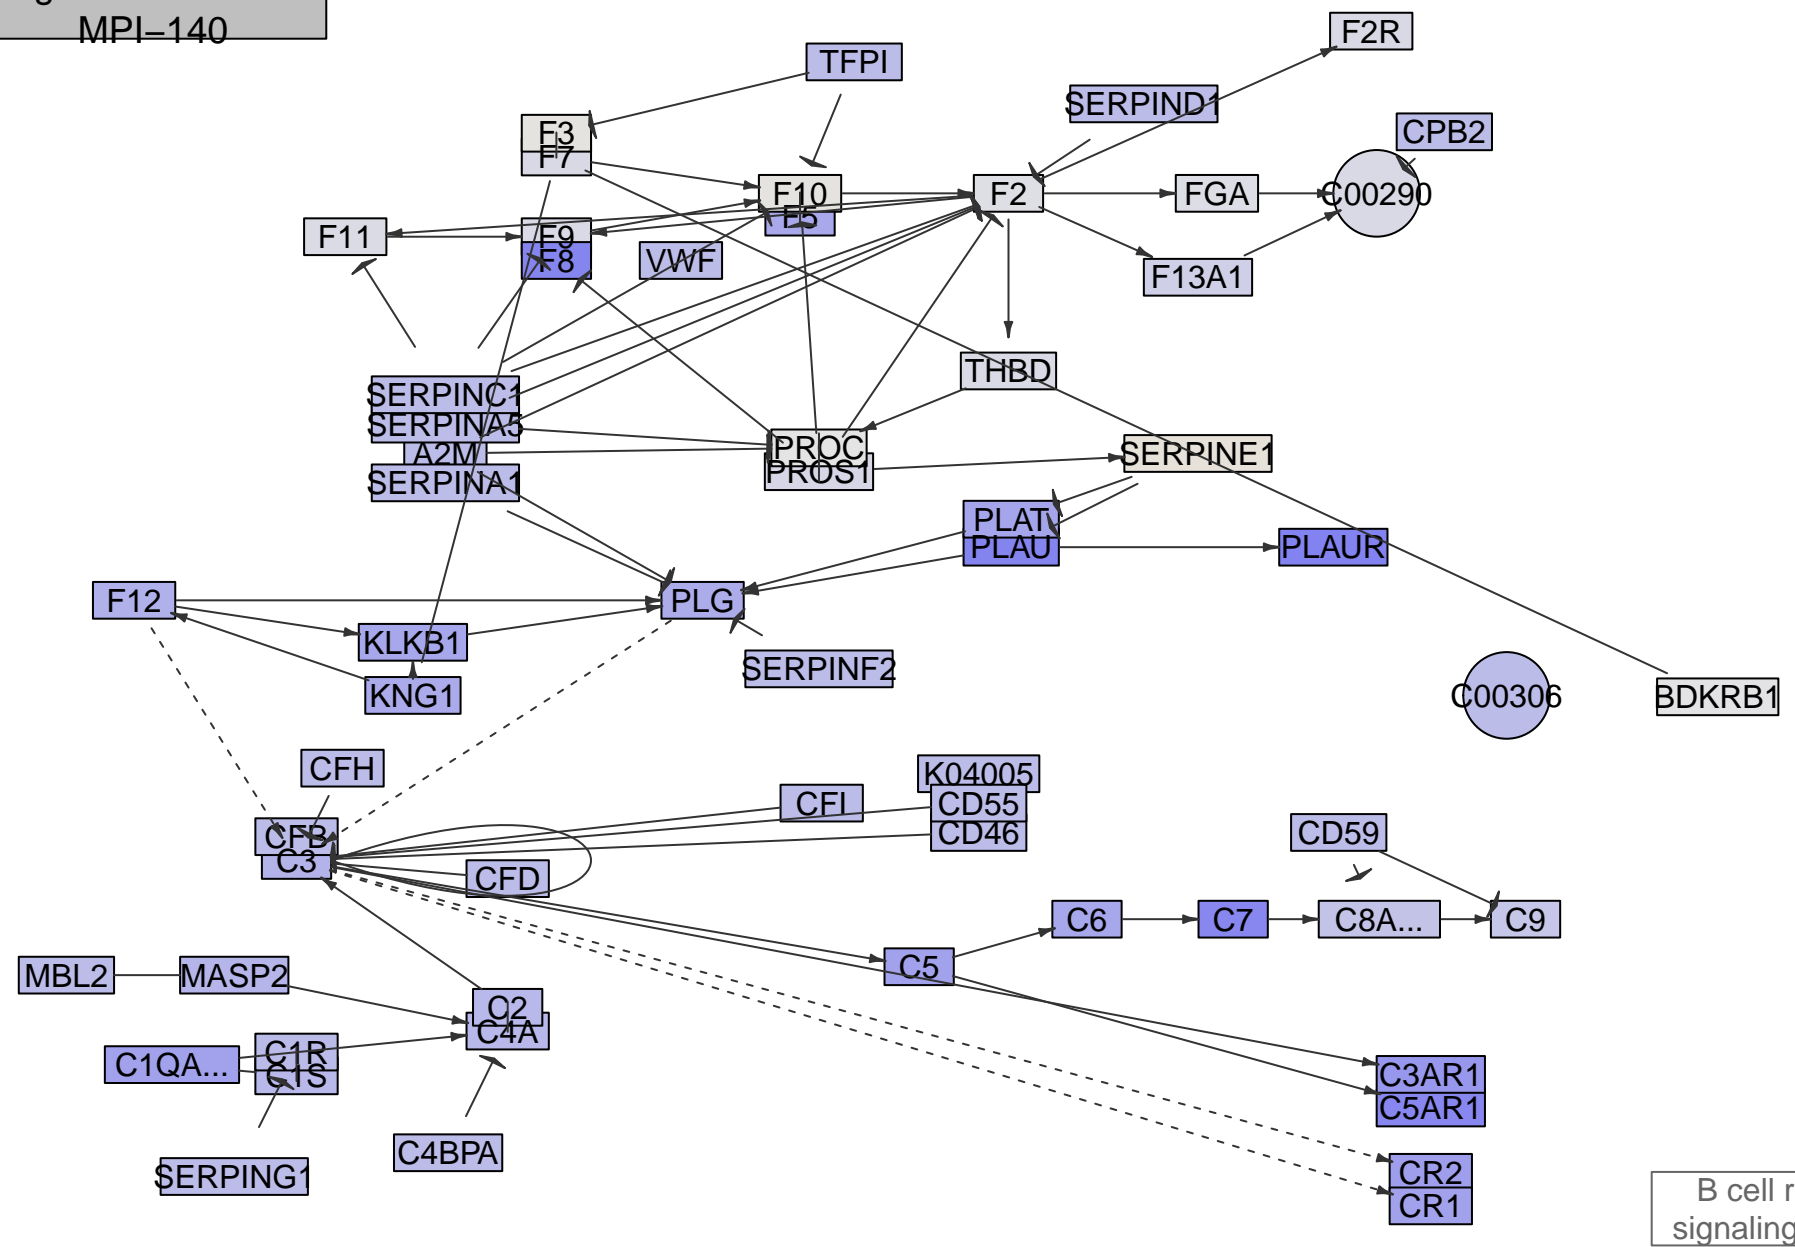 MPI–140
F2R
TFPI
SERPIND1
CPB2
F3
F7
F10
F5
F2
FGA
C00290
F11
F9
F8
VWF
F13A1
THBD
SERPINC1
SERPINA5
A2M
SERPINA1
PROC
PROS1
SERPINE1
PLAT
PLAU
PLAUR
F12
PLG
KLKB1
SERPINF2
KNG1
C00306
BDKRB1
CFH
K04005
CFI
CD55
CD46
CD59
CFB
C3
CFD
C6
C7
C8A...
C9
C5
MBL2
MASP2
C2
C4A
C1QA...
C1R
C1S
C3AR1
C5AR1
C4BPA
SERPING1
CR2
CR1
B cell r
signaling